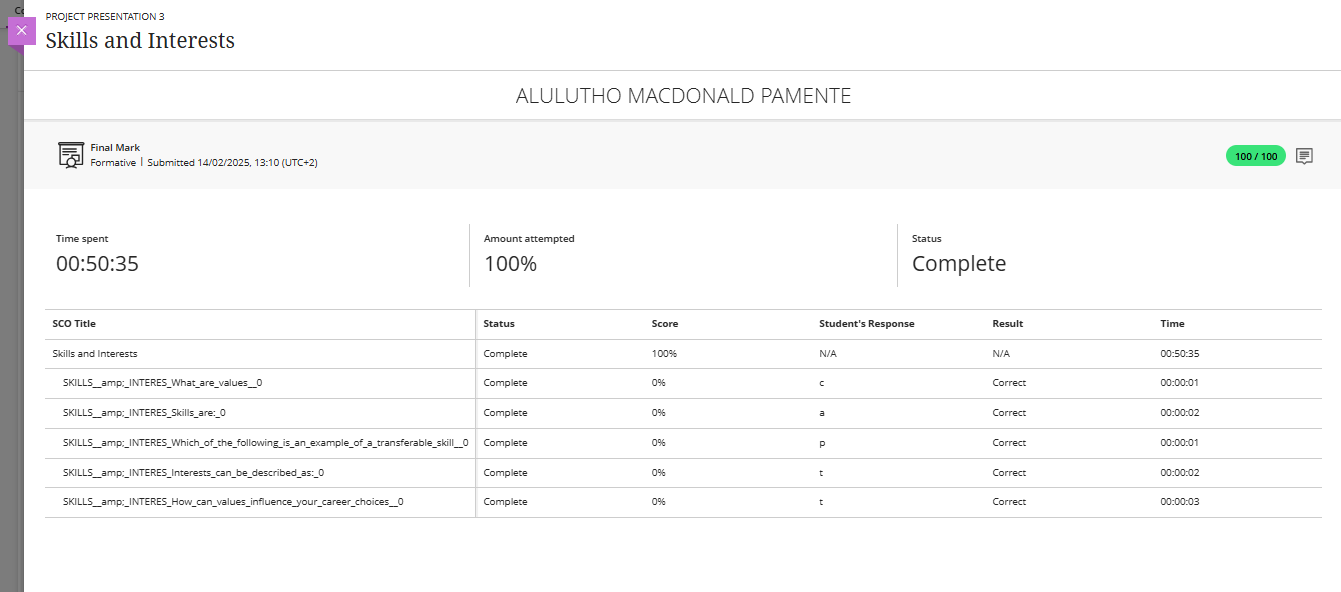 Co
PROJECT PRESENTATION 3
Skills and Interests
ALULUTHO MACDONALD PAMENTE
Final Mark
Formative | Submitted 14/02/2025, 13:10 (UTC+2)
100 / 100
Time spent Amount attempted Status
00:50:35 100% Complete
SCO Title Status Score Student's Response Result Time
Skills and Interests Complete 100% N/A N/A 00:50:35
SKILLS__amp;_INTERES_What_are_values__0 Complete 0% c Correct 00:00:01
SKILLS__amp;_INTERES_Skills_are:_0 Complete 0% a Correct 00:00:02
SKILLS__amp;_INTERES_Which_of_the_following_is_an_example_of_a_transferable_skill__0 Complete 0% p Correct 00:00:01
SKILLS__amp;_INTERES_Interests_can_be_described_as:_0 Complete 0% t Correct 00:00:02
SKILLS__amp;_INTERES_How_can_values_influence_your_career_choices__0 Complete 0% t Correct 00:00:03